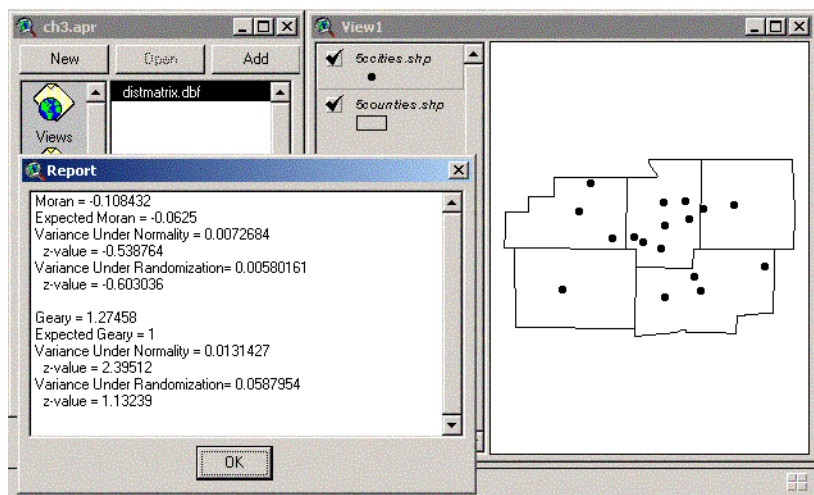 ch3.apr
New Open Add
distmatrix.dbf
Views
View1
5ccities.shp
5counties.shp
Report
Moran = -0.108432
Expected Moran = -0.0625
Variance Under Normality = 0.0072684
z-value = -0.538764
Variance Under Randomization= 0.00580161
z-value = -0.603036
Geary = 1.27458
Expected Geary = 1
Variance Under Normality = 0.0131427
z-value = 2.39512
Variance Under Randomization= 0.0587954
z-value = 1.13239
OK